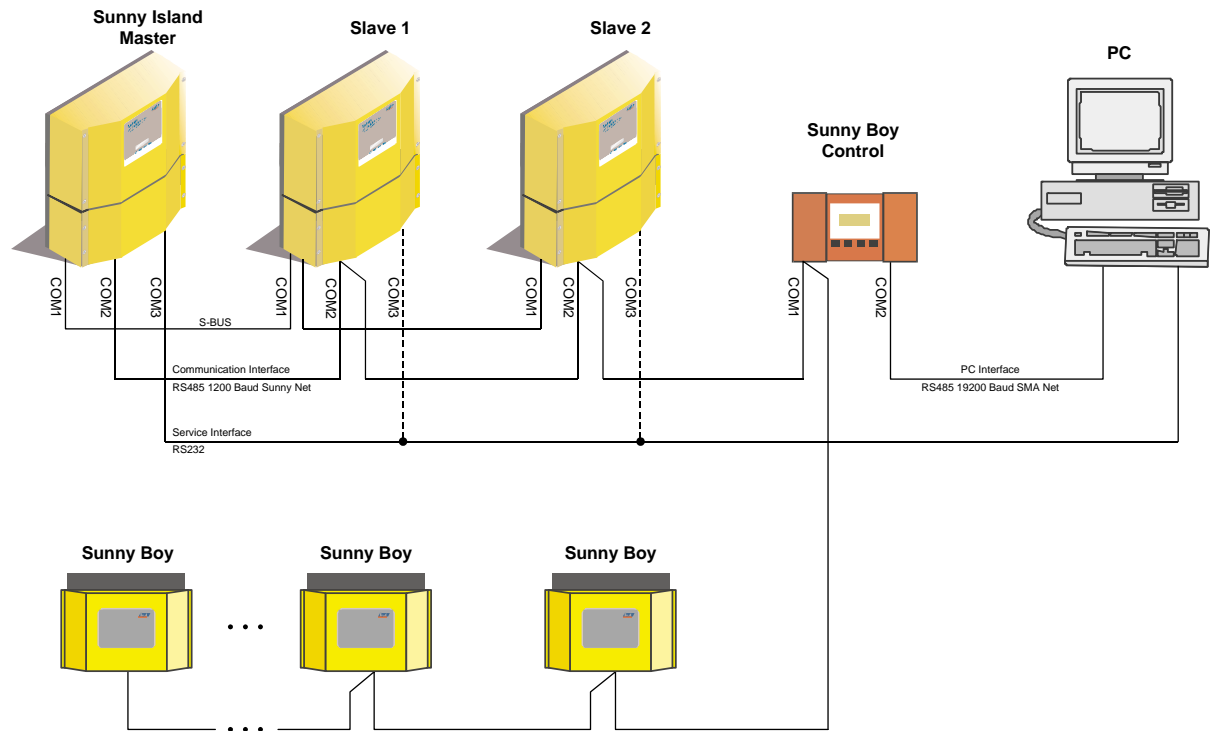 Sunny Island
Master
Slave 1
Slave 2
PC
Sunny Boy
Control
COM1
COM2
COM3
COM1
COM2
COM3
COM1
COM2
COM3
COM1
COM2
S-BUS
Communication Interface
RS485 1200 Baud Sunny Net
PC Interface
RS485 19200 Baud SMA Net
Service Interface
RS232
Sunny Boy
Sunny Boy
Sunny Boy
• • •
• • •